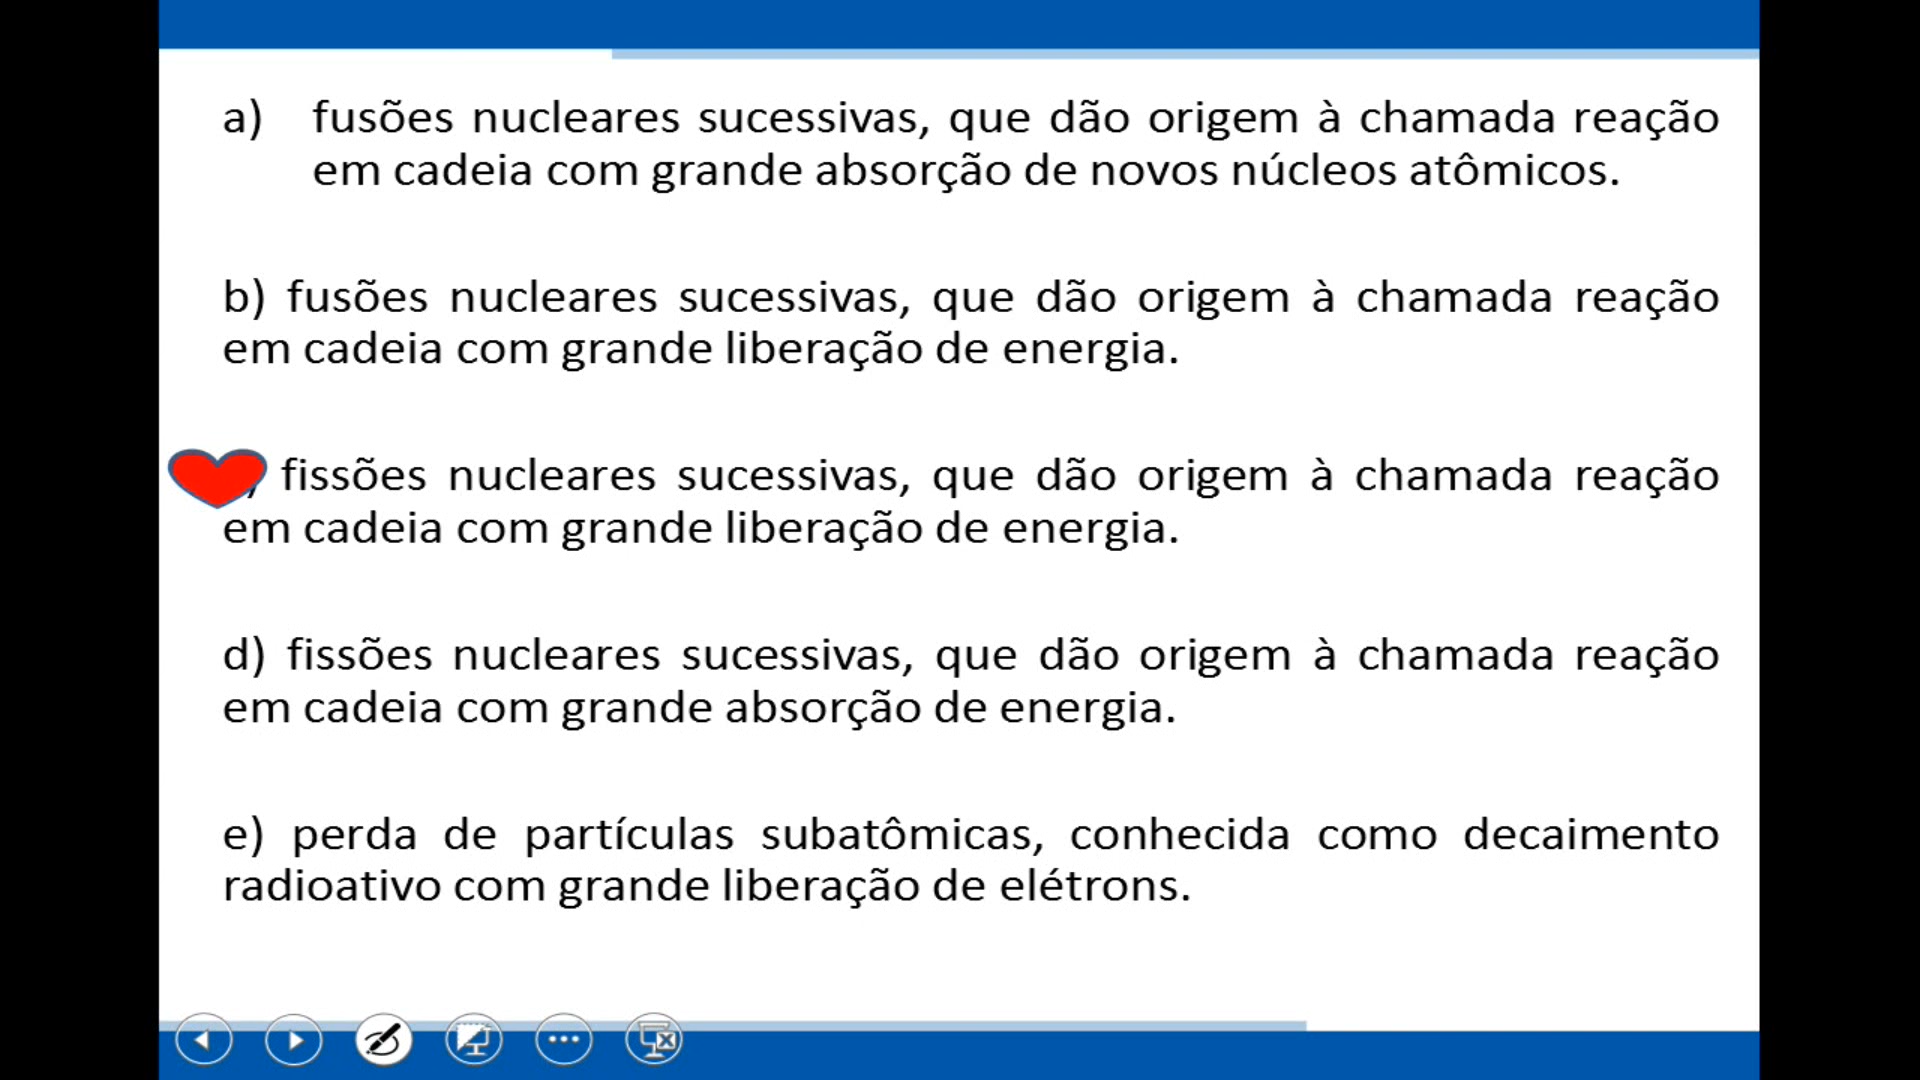 a) fusões nucleares sucessivas, que dão origem à chamada reação
em cadeia com grande absorção de novos núcleos atômicos.
b) fusões nucleares sucessivas, que dão origem à chamada reação
em cadeia com grande liberação de energia.
fissões nucleares sucessivas, que dão origem à chamada reação
em cadeia com grande liberação de energia.
d) fissões nucleares sucessivas, que dão origem à chamada reação
em cadeia com grande absorção de energia.
e) perda de partículas subatômicas, conhecida como decaimento
radioativo com grande liberação de elétrons.